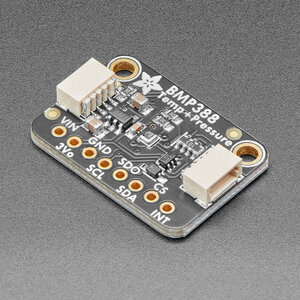 BMP388
Temp+Pressure
VIN
3Vo
GND
SCL
SDO
SDA
CS
INT